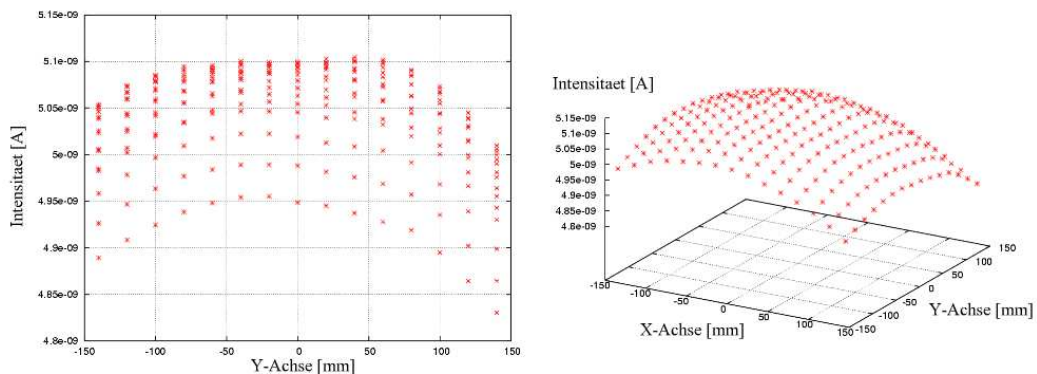 5.15e-09
5.1e-09
5.05e-09
5e-09
4.95e-09
4.9e-09
4.85e-09
4.8e-09
Intensitaet [A]
-150
-100
-50
0
50
100
150
Y-Achse [mm]
Intensitaet [A]
5.15e-09
5.1e-09
5.05e-09
5e-09
4.95e-09
4.9e-09
4.85e-09
4.8e-09
-150
-100
-50
0
50
100
150
X-Achse [mm]
-150
-100
-50
0
50
100
150
Y-Achse [mm]